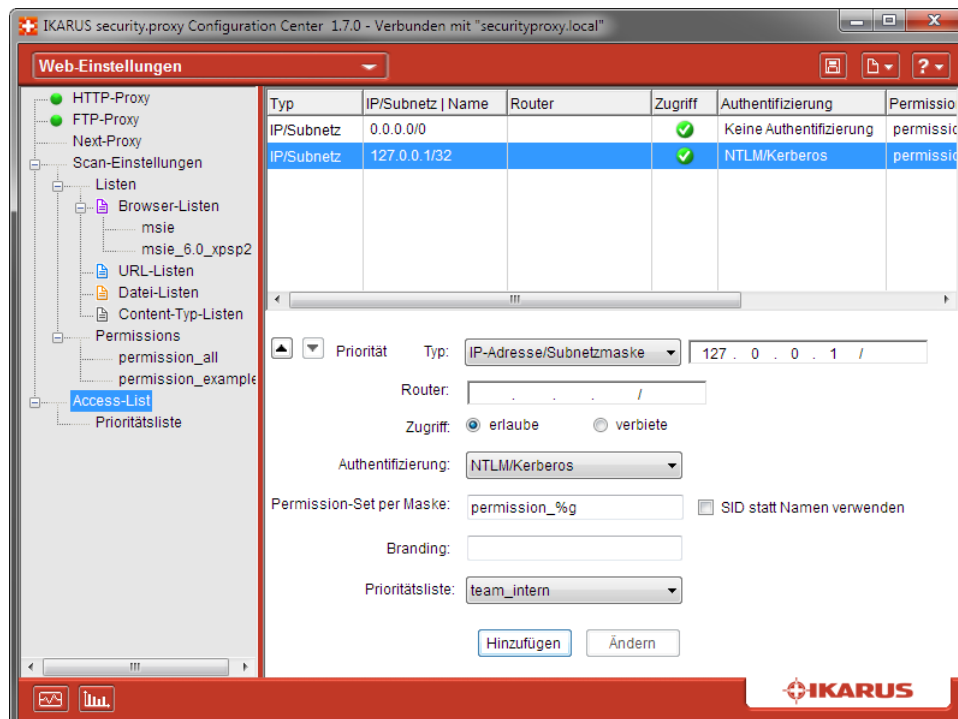 IKARUS security.proxy Configuration Center 1.7.0 - Verbunden mit "securityproxy.local"
Web-Einstellungen
HTTP-Proxy
FTP-Proxy
Next-Proxy
Scan-Einstellungen
Listen
Browser-Listen
msie
msie_6.0_xpsp2
URL-Listen
Datei-Listen
Content-Typ-Listen
Permissions
permission_all
permission_example
Access-List
Prioritätsliste
Typ IP/Subnetz | Name Router Zugriff Authentifizierung Permissio
IP/Subnetz 0.0.0.0/0 Keine Authentifizierung permissic
IP/Subnetz 127.0.0.1/32 NTLM/Kerberos permissic
Priorität Typ: IP-Adresse/Subnetzmaske 127 . 0 . 0 . 1 /
Router: . . . /
Zugriff: erlaube verbiete
Authentifizierung: NTLM/Kerberos
Permission-Set per Maske: permission_%g SID statt Namen verwenden
Branding:
Prioritätsliste: team_intern
Hinzufügen Ändern
IKARUS